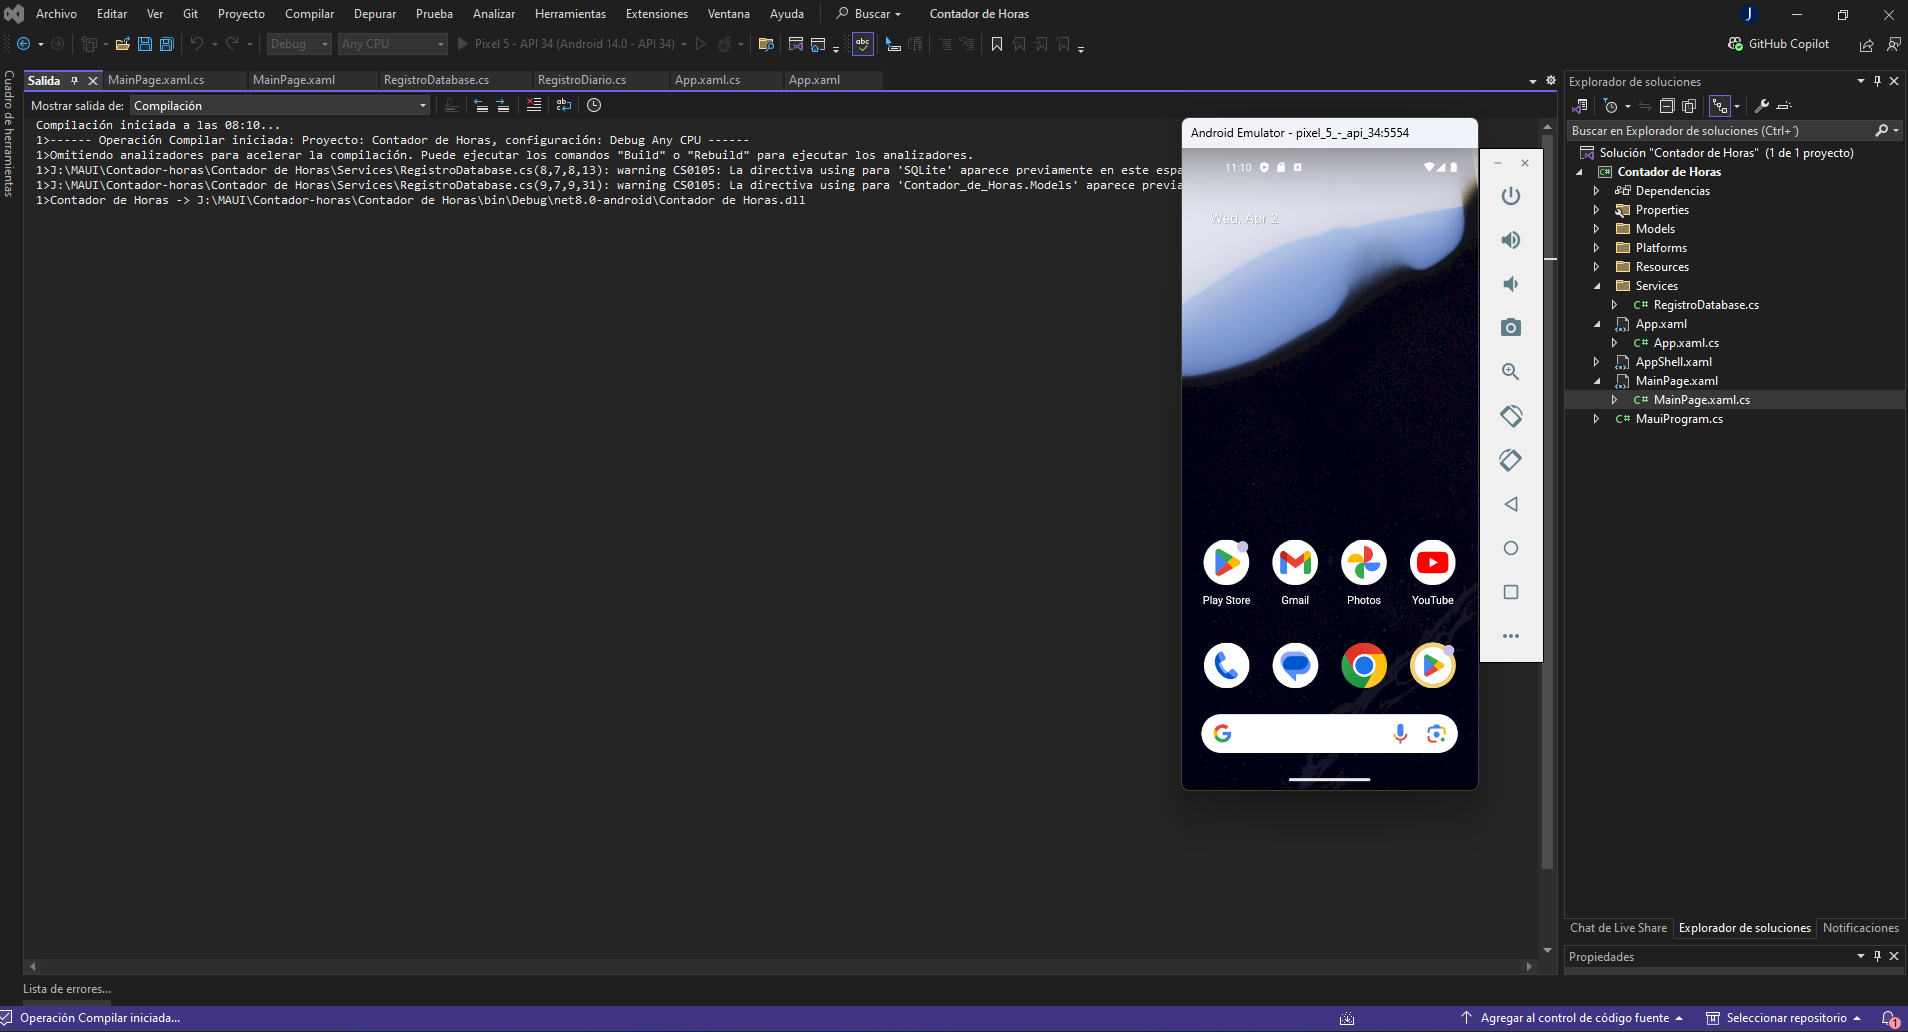 Archivo Editar Ver Git Proyecto Compilar Depurar Prueba Analizar Herramientas Extensiones Ventana Ayuda Buscar Contador de Horas J
Debug Any CPU Pixel 5 - API 34 (Android 14.0 - API 34) GitHub Copilot
Cuadro de herramientas
Salida MainPage.xaml.cs MainPage.xaml RegistroDatabase.cs RegistroDiario.cs App.xaml.cs App.xaml
Mostrar salida de: Compilación
Compilación iniciada a las 08:10...
1>------ Operación Compilar iniciada: Proyecto: Contador de Horas, configuración: Debug Any CPU ------
1>Omitiendo analizadores para acelerar la compilación. Puede ejecutar los comandos "Build" o "Rebuild" para ejecutar los analizadores.
1>J:\MAUI\Contador-horas\Contador de Horas\Services\RegistroDatabase.cs(8,7,8,13): warning CS0105: La directiva using para 'SQLite' aparece previamente en este espa
1>J:\MAUI\Contador-horas\Contador de Horas\Services\RegistroDatabase.cs(9,7,9,31): warning CS0105: La directiva using para 'Contador_de_Horas.Models' aparece previa
1>Contador de Horas -> J:\MAUI\Contador-horas\Contador de Horas\bin\Debug\net8.0-android\Contador de Horas.dll
Android Emulator - pixel_5_-_api_34:5554
11:10
Wed, Apr 2
Play Store Gmail Photos YouTube
Explorador de soluciones
Buscar en Explorador de soluciones (Ctrl+´)
Solución "Contador de Horas" (1 de 1 proyecto)
Contador de Horas
Dependencias
Properties
Models
Platforms
Resources
Services
C# RegistroDatabase.cs
App.xaml
C# App.xaml.cs
AppShell.xaml
MainPage.xaml
C# MainPage.xaml.cs
C# MauiProgram.cs
Chat de Live Share Explorador de soluciones Notificaciones
Propiedades
Lista de errores...
Operación Compilar iniciada... Agregar al control de código fuente Seleccionar repositorio 1